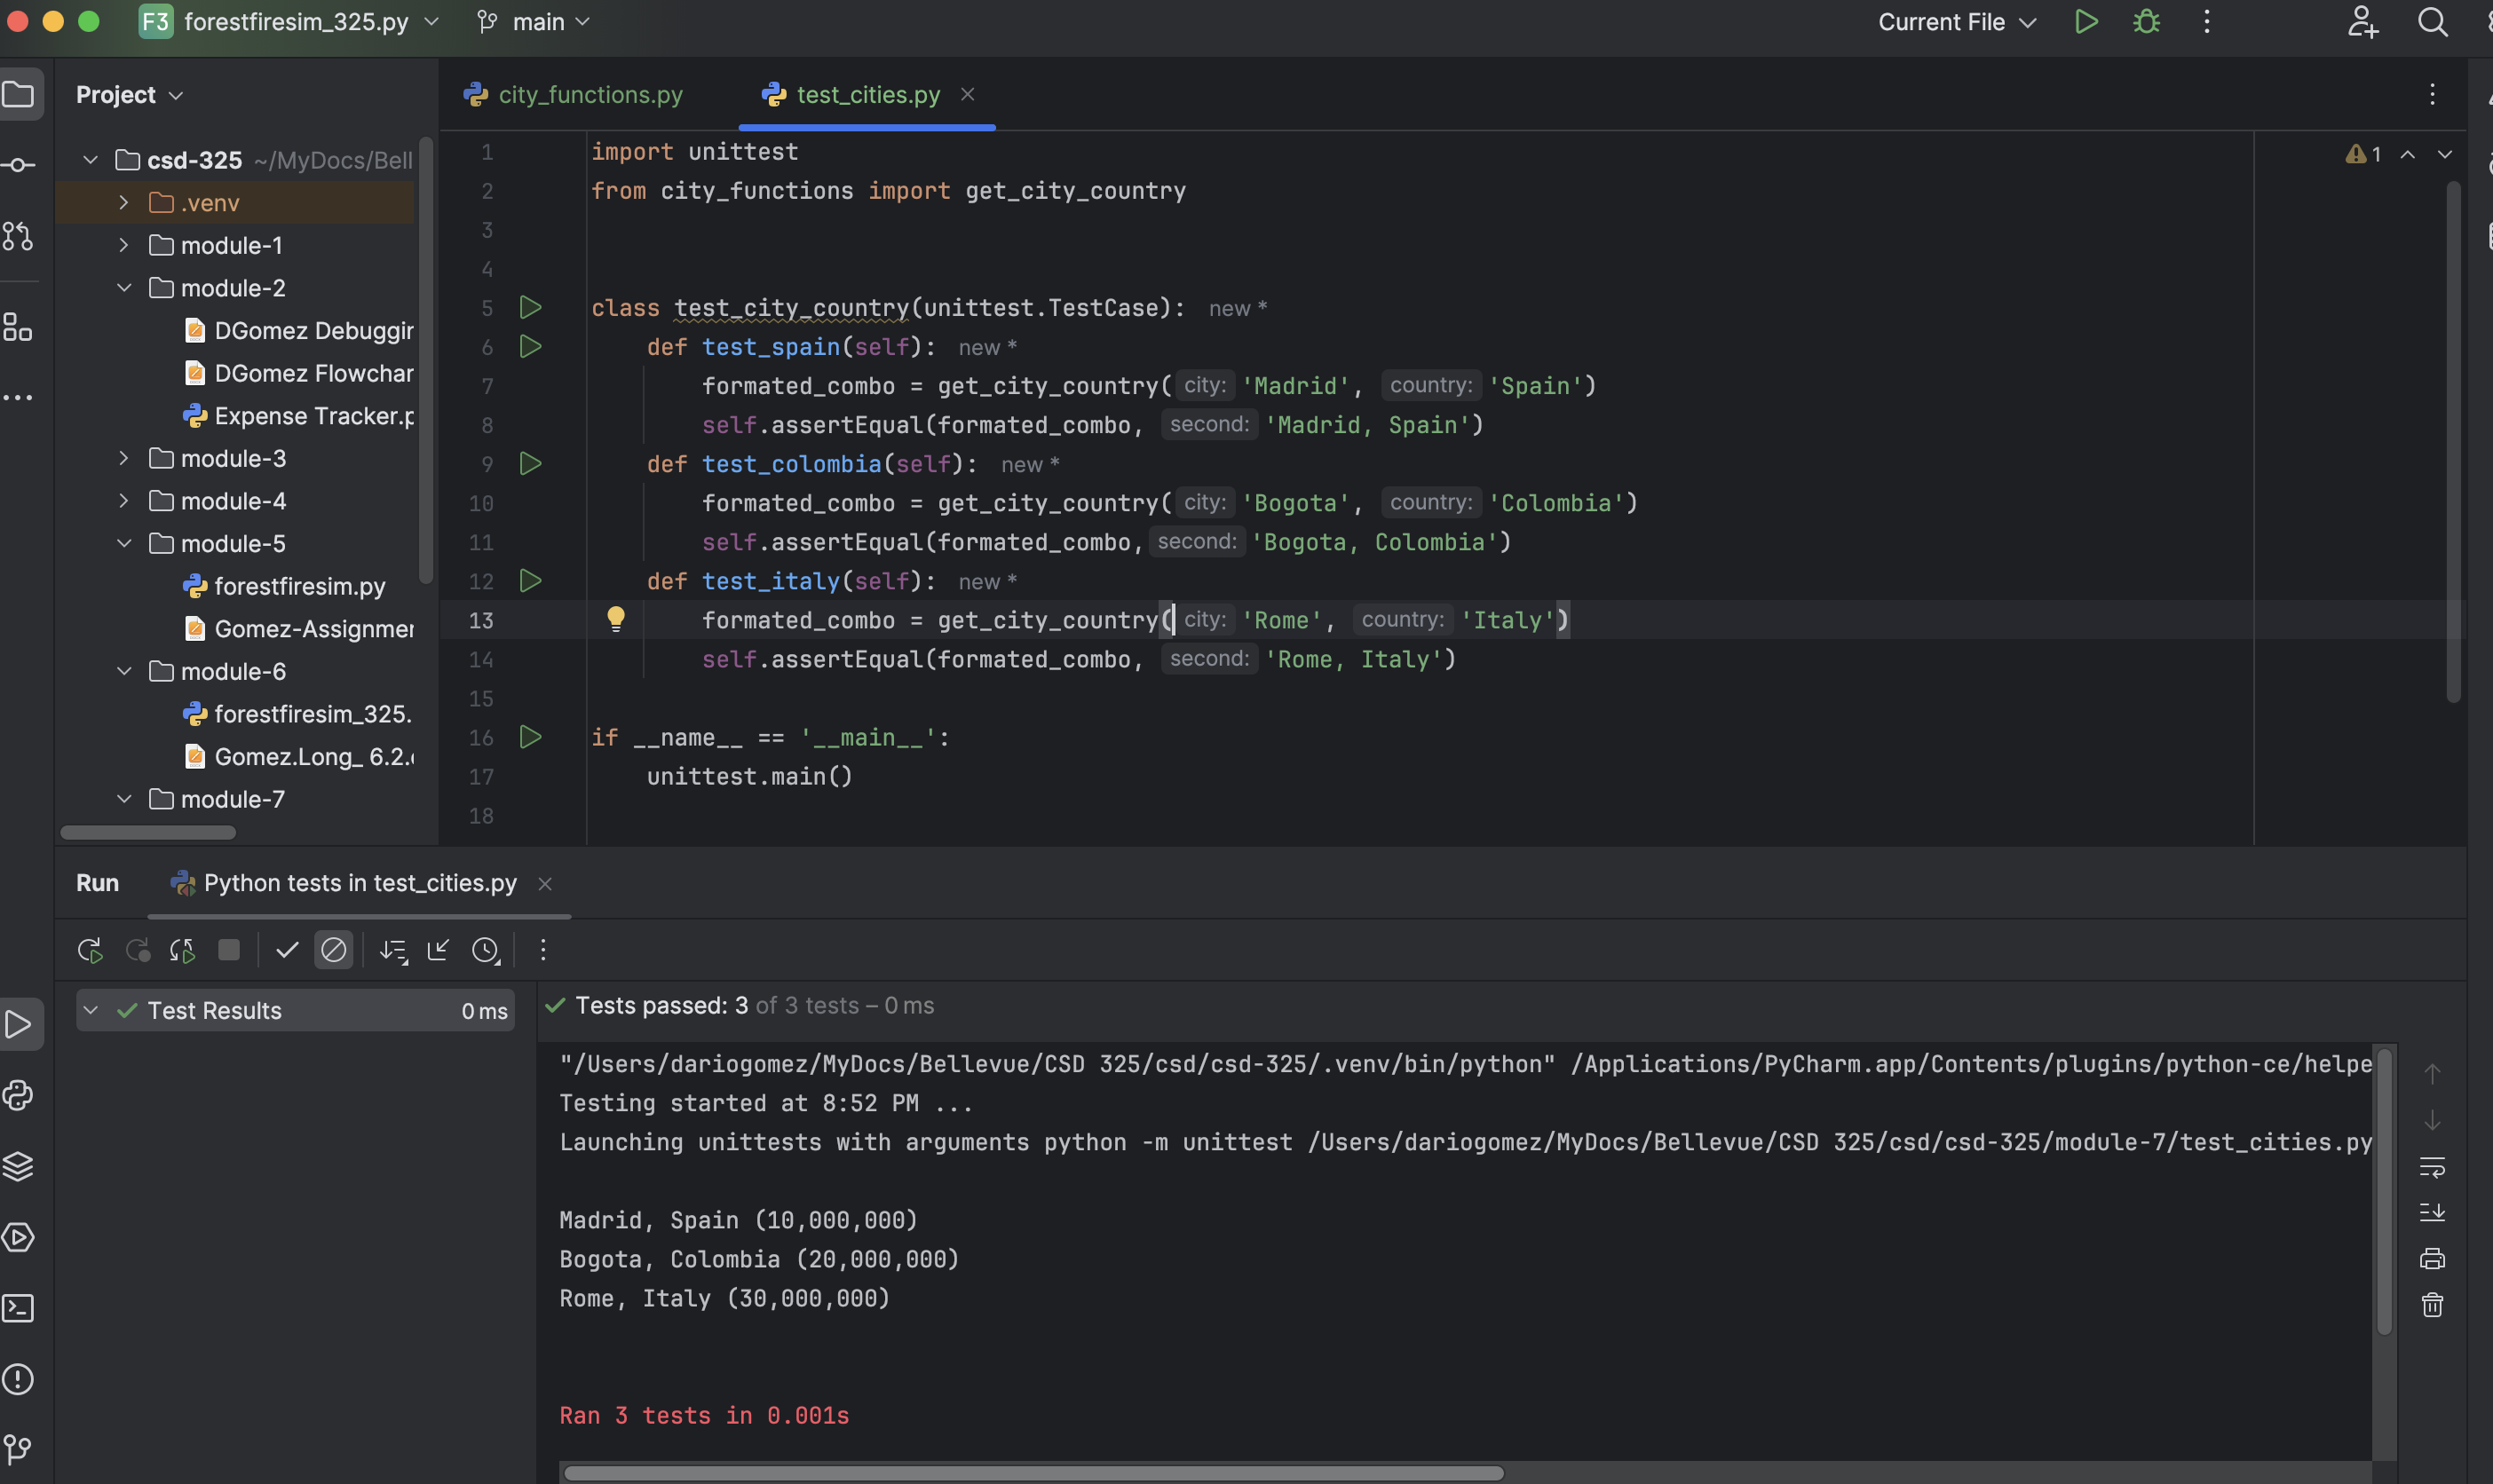 F3 forestfiresim_325.py main Current File
Project
csd-325 ~/MyDocs/Bell
.venv
module-1
module-2
DGomez Debuggin
DGomez Flowchar
Expense Tracker.p
module-3
module-4
module-5
forestfiresim.py
Gomez-Assignmen
module-6
forestfiresim_325.
Gomez.Long_ 6.2.
module-7
city_functions.py test_cities.py
1
1 import unittest
2 from city_functions import get_city_country
3
4
5 class test_city_country(unittest.TestCase): new *
6 def test_spain(self): new *
7 formated_combo = get_city_country( city: 'Madrid', country: 'Spain')
8 self.assertEqual(formated_combo, second: 'Madrid, Spain')
9 def test_colombia(self): new *
10 formated_combo = get_city_country( city: 'Bogota', country: 'Colombia')
11 self.assertEqual(formated_combo, second: 'Bogota, Colombia')
12 def test_italy(self): new *
13 formated_combo = get_city_country( city: 'Rome', country: 'Italy')
14 self.assertEqual(formated_combo, second: 'Rome, Italy')
15
16 if __name__ == '__main__':
17 unittest.main()
18
Run Python tests in test_cities.py
Test Results 0 ms
Tests passed: 3 of 3 tests – 0 ms
"/Users/dariogomez/MyDocs/Bellevue/CSD 325/csd/csd-325/.venv/bin/python" /Applications/PyCharm.app/Contents/plugins/python-ce/helpe
Testing started at 8:52 PM ...
Launching unittests with arguments python -m unittest /Users/dariogomez/MyDocs/Bellevue/CSD 325/csd/csd-325/module-7/test_cities.py
Madrid, Spain (10,000,000)
Bogota, Colombia (20,000,000)
Rome, Italy (30,000,000)
Ran 3 tests in 0.001s